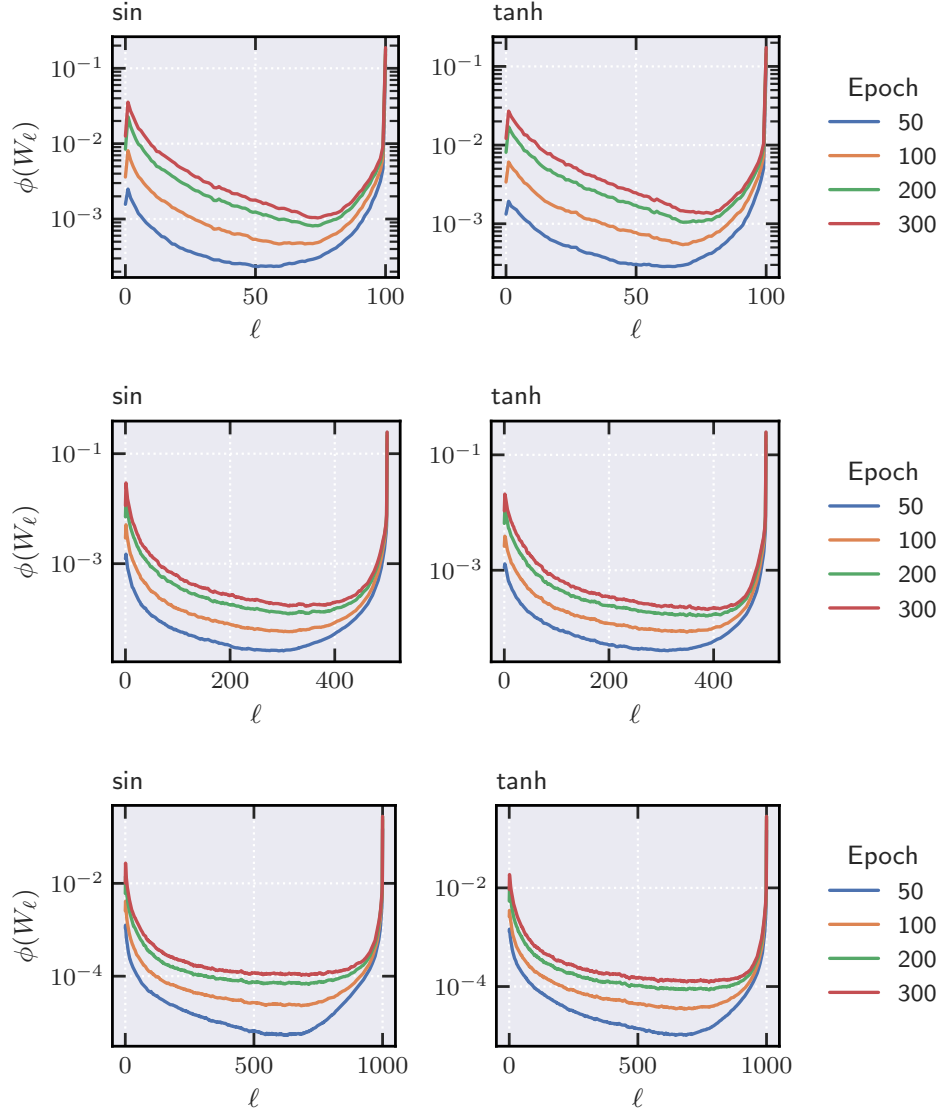 sin tanh
10⁻¹ 10⁻¹ Epoch
50
10⁻² 10⁻² 100
200
10⁻³ 10⁻³ 300
ϕ(W_ℓ)
0 50 100 0 50 100
ℓ ℓ
sin tanh
10⁻¹ 10⁻¹ Epoch
50
100
10⁻³ 10⁻³ 200
300
ϕ(W_ℓ)
0 200 400 0 200 400
ℓ ℓ
sin tanh
Epoch
10⁻² 10⁻² 50
100
10⁻⁴ 10⁻⁴ 200
300
ϕ(W_ℓ)
0 500 1000 0 500 1000
ℓ ℓ